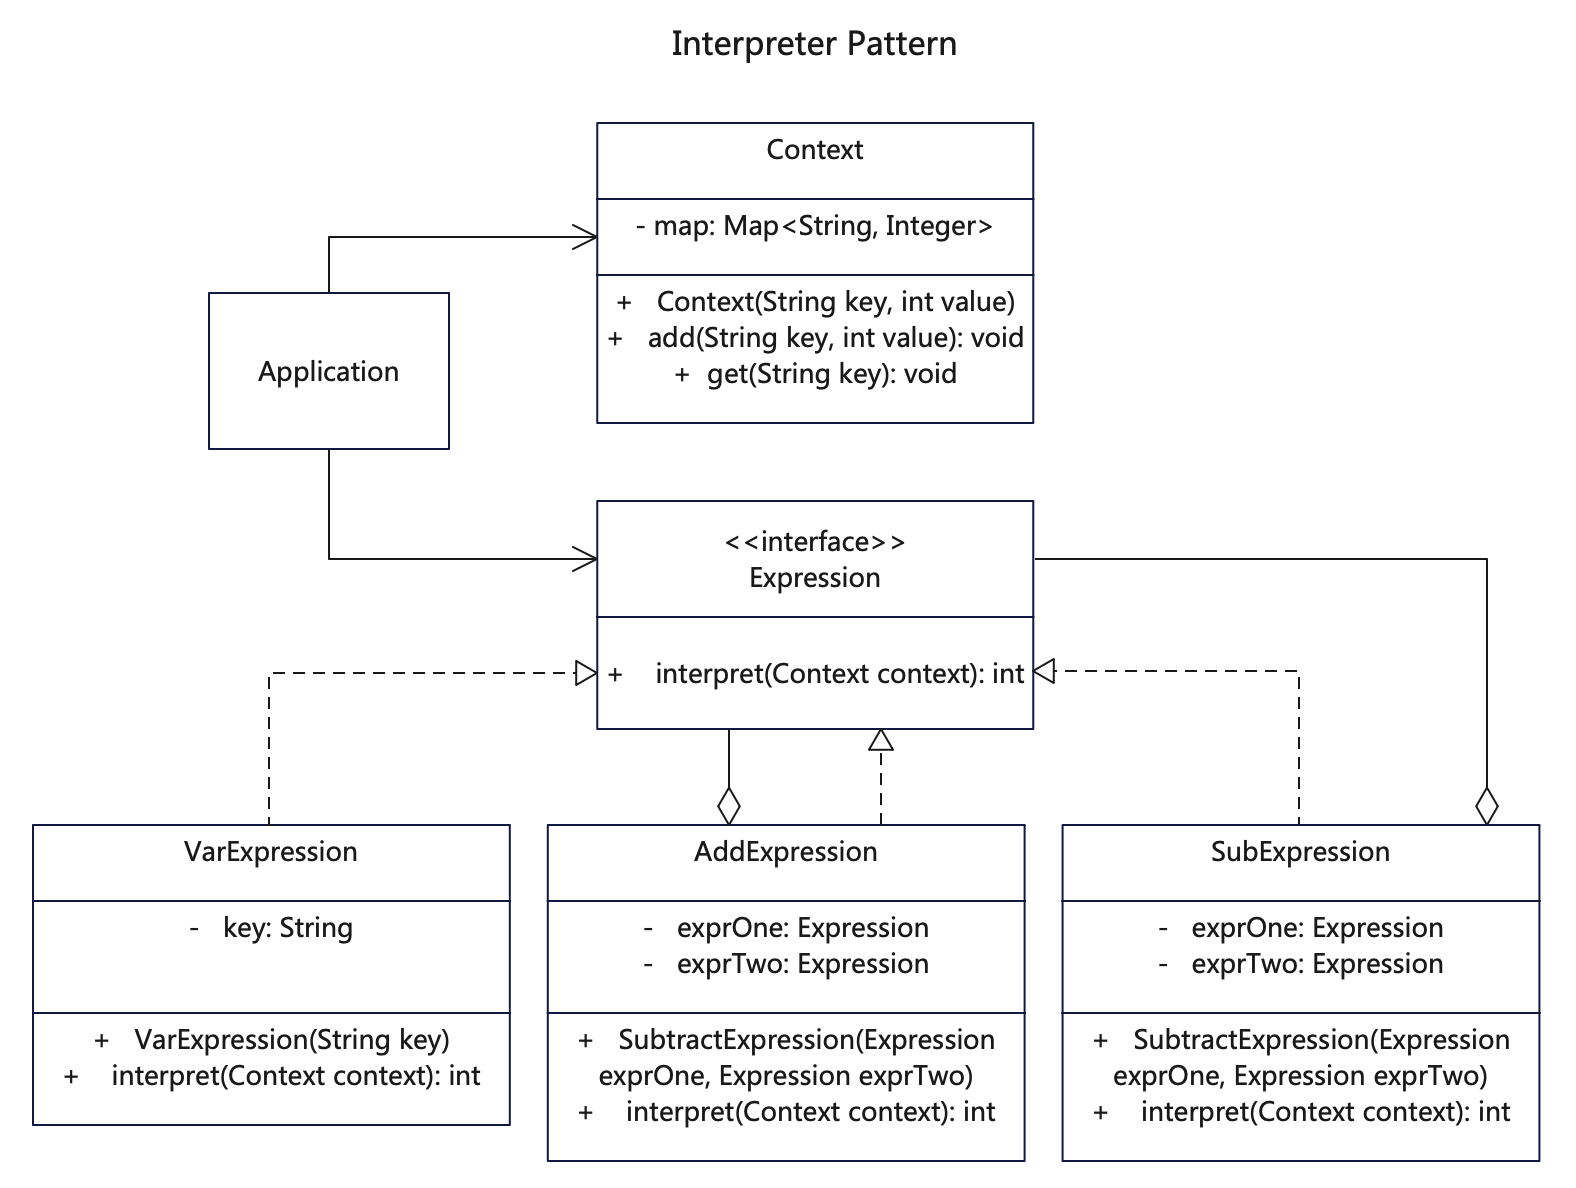 Interpreter Pattern
Context
- map: Map<String, Integer>
+ Context(String key, int value)
+ add(String key, int value): void
+ get(String key): void
Application
<<interface>>
Expression
+ interpret(Context context): int
VarExpression
- key: String
+ VarExpression(String key)
+ interpret(Context context): int
AddExpression
- exprOne: Expression
- exprTwo: Expression
+ SubtractExpression(Expression
exprOne, Expression exprTwo)
+ interpret(Context context): int
SubExpression
- exprOne: Expression
- exprTwo: Expression
+ SubtractExpression(Expression
exprOne, Expression exprTwo)
+ interpret(Context context): int